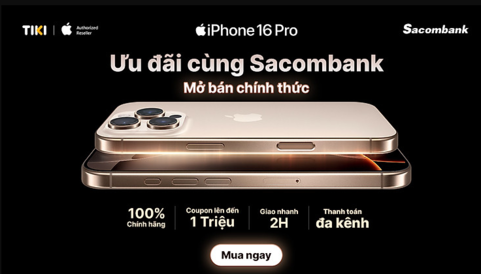 TIKI
Authorized
Reseller
iPhone 16 Pro
Sacombank
Ưu đãi cùng Sacombank
Mở bán chính thức
100%
Chính hãng
Coupon lên đến
1 Triệu
Giao nhanh
2H
Thanh toán
đa kênh
Mua ngay